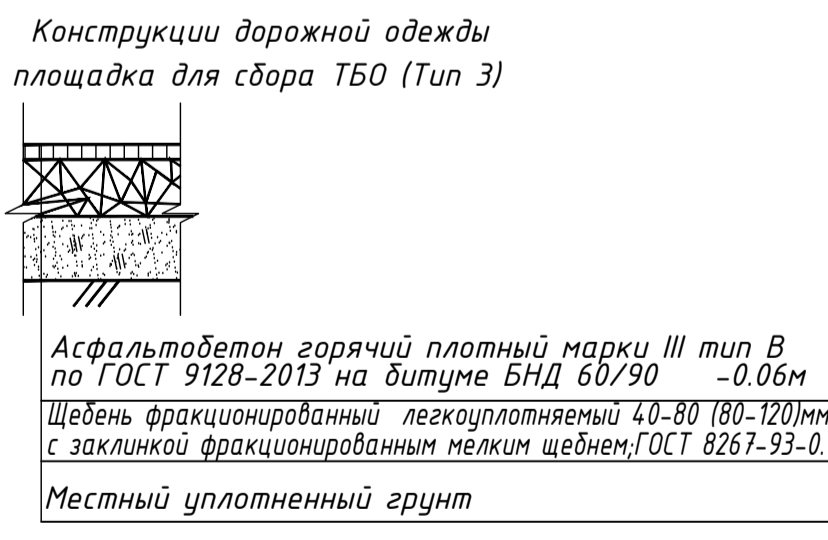 Конструкции дорожной одежды
площадка для сбора ТБО (Тип 3)
Асфальтобетон горячий плотный марки III тип В
по ГОСТ 9128-2013 на битуме БНД 60/90 -0.06м
Щебень фракционированный легкоуплотняемый 40-80 (80-120)мм
с заклинкой фракционированным мелким щебнем;ГОСТ 8267-93-0.
Местный уплотненный грунт